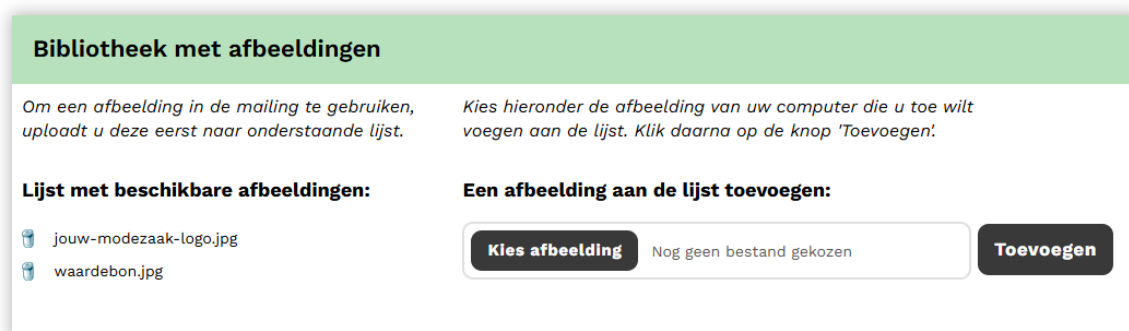 Bibliotheek met afbeeldingen
Om een afbeelding in de mailing te gebruiken,
uploadt u deze eerst naar onderstaande lijst.
Kies hieronder de afbeelding van uw computer die u toe wilt
voegen aan de lijst. Klik daarna op de knop 'Toevoegen'.
Lijst met beschikbare afbeeldingen:
jouw-modezaak-logo.jpg
waardebon.jpg
Een afbeelding aan de lijst toevoegen:
Kies afbeelding Nog geen bestand gekozen Toevoegen